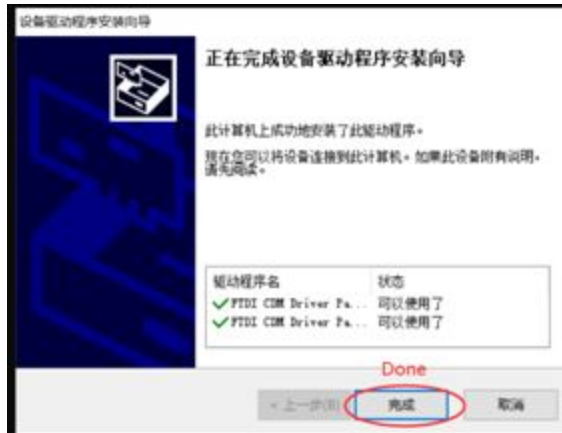 设备驱动程序安装向导
正在完成设备驱动程序安装向导
此计算机上成功地安装了此驱动程序。
现在您可以将设备连接到此计算机。如果此设备附有说明，
请先阅读。
驱动程序名 状态
FTDI CDM Driver Pa... 可以使用了
FTDI CDM Driver Pa... 可以使用了
Done
< 上一步(B) 完成 取消